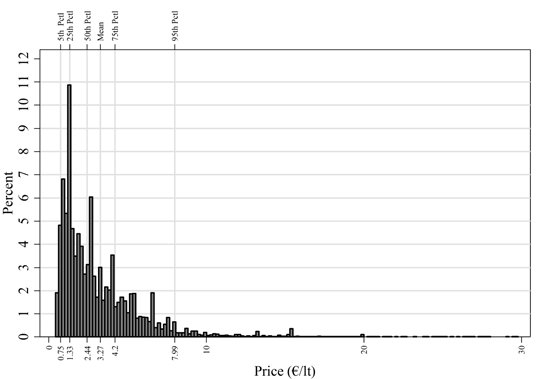 5th Pctl
25th Pctl
50th Pctl
Mean
75th Pctl
95th Pctl
12
11
10
9
8
7
6
5
4
3
2
1
0
Percent
0
0.75
1.33
2.44
3.27
4.2
7.99
10
20
30
Price (€/lt)